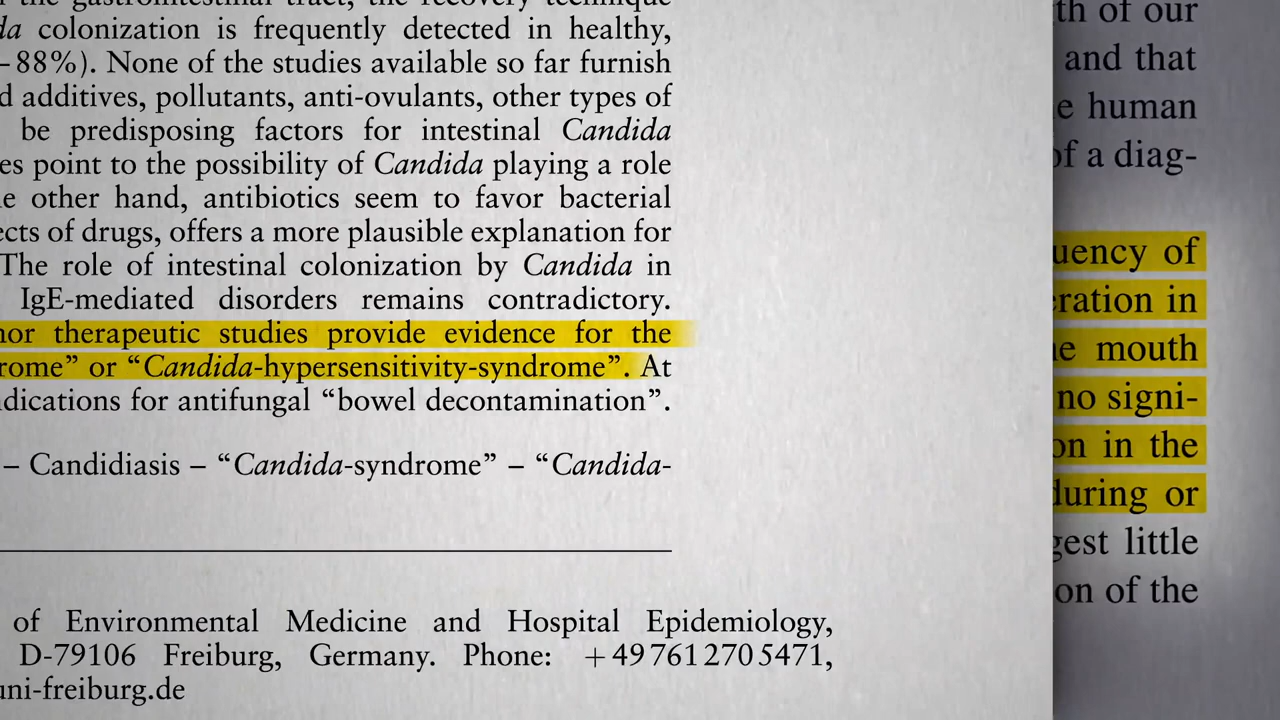 the gastrointestinal tract, the recovery technique
da colonization is frequently detected in healthy,
–88%). None of the studies available so far furnish
d additives, pollutants, anti-ovulants, other types of
be predisposing factors for intestinal Candida
es point to the possibility of Candida playing a role
e other hand, antibiotics seem to favor bacterial
ects of drugs, offers a more plausible explanation for
The role of intestinal colonization by Candida in
IgE-mediated disorders remains contradictory.
nor therapeutic studies provide evidence for the
rome” or “Candida-hypersensitivity-syndrome”. At
dications for antifungal “bowel decontamination”.
– Candidiasis – “Candida-syndrome” – “Candida-
of Environmental Medicine and Hospital Epidemiology,
D-79106 Freiburg, Germany. Phone: +49 761 270 5471,
uni-freiburg.de
th of our
and that
e human
of a diag-
uency of
eration in
e mouth
no signi-
on in the
during or
gest little
on of the